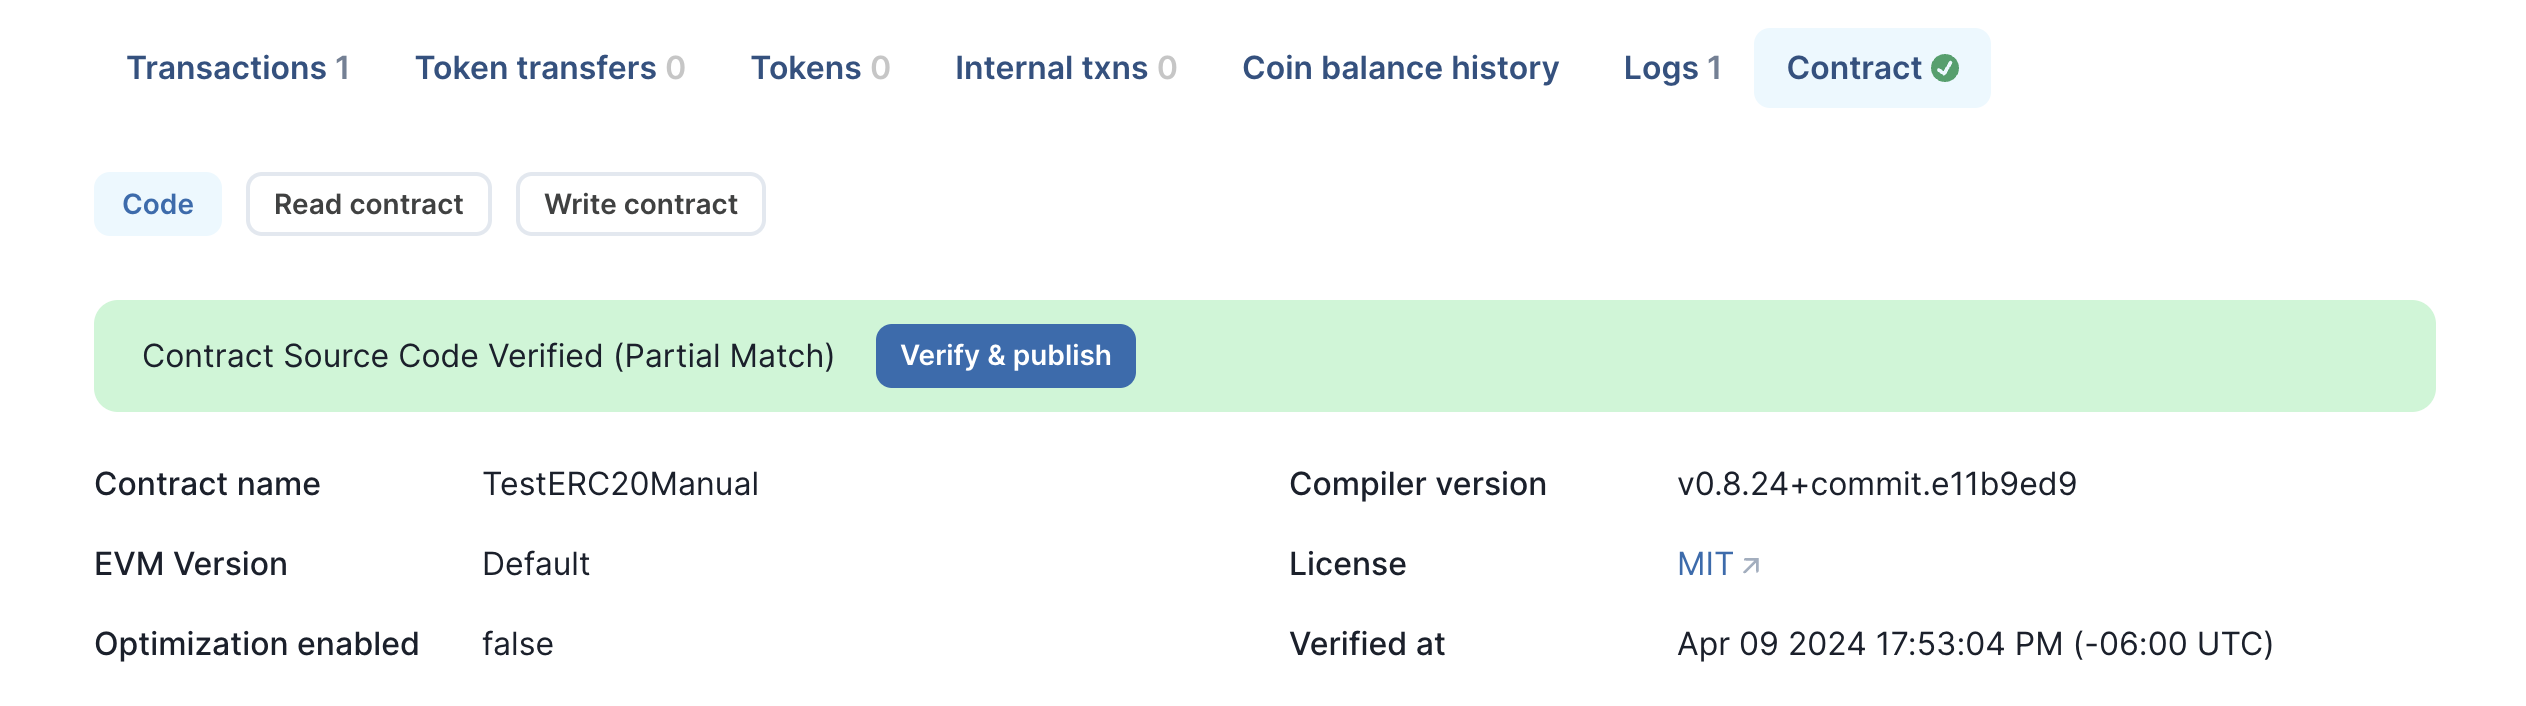 Transactions 1 Token transfers 0 Tokens 0 Internal txns 0 Coin balance history Logs 1 Contract
Code Read contract Write contract
Contract Source Code Verified (Partial Match) Verify & publish
Contract name TestERC20Manual Compiler version v0.8.24+commit.e11b9ed9
EVM Version Default License MIT
Optimization enabled false Verified at Apr 09 2024 17:53:04 PM (-06:00 UTC)